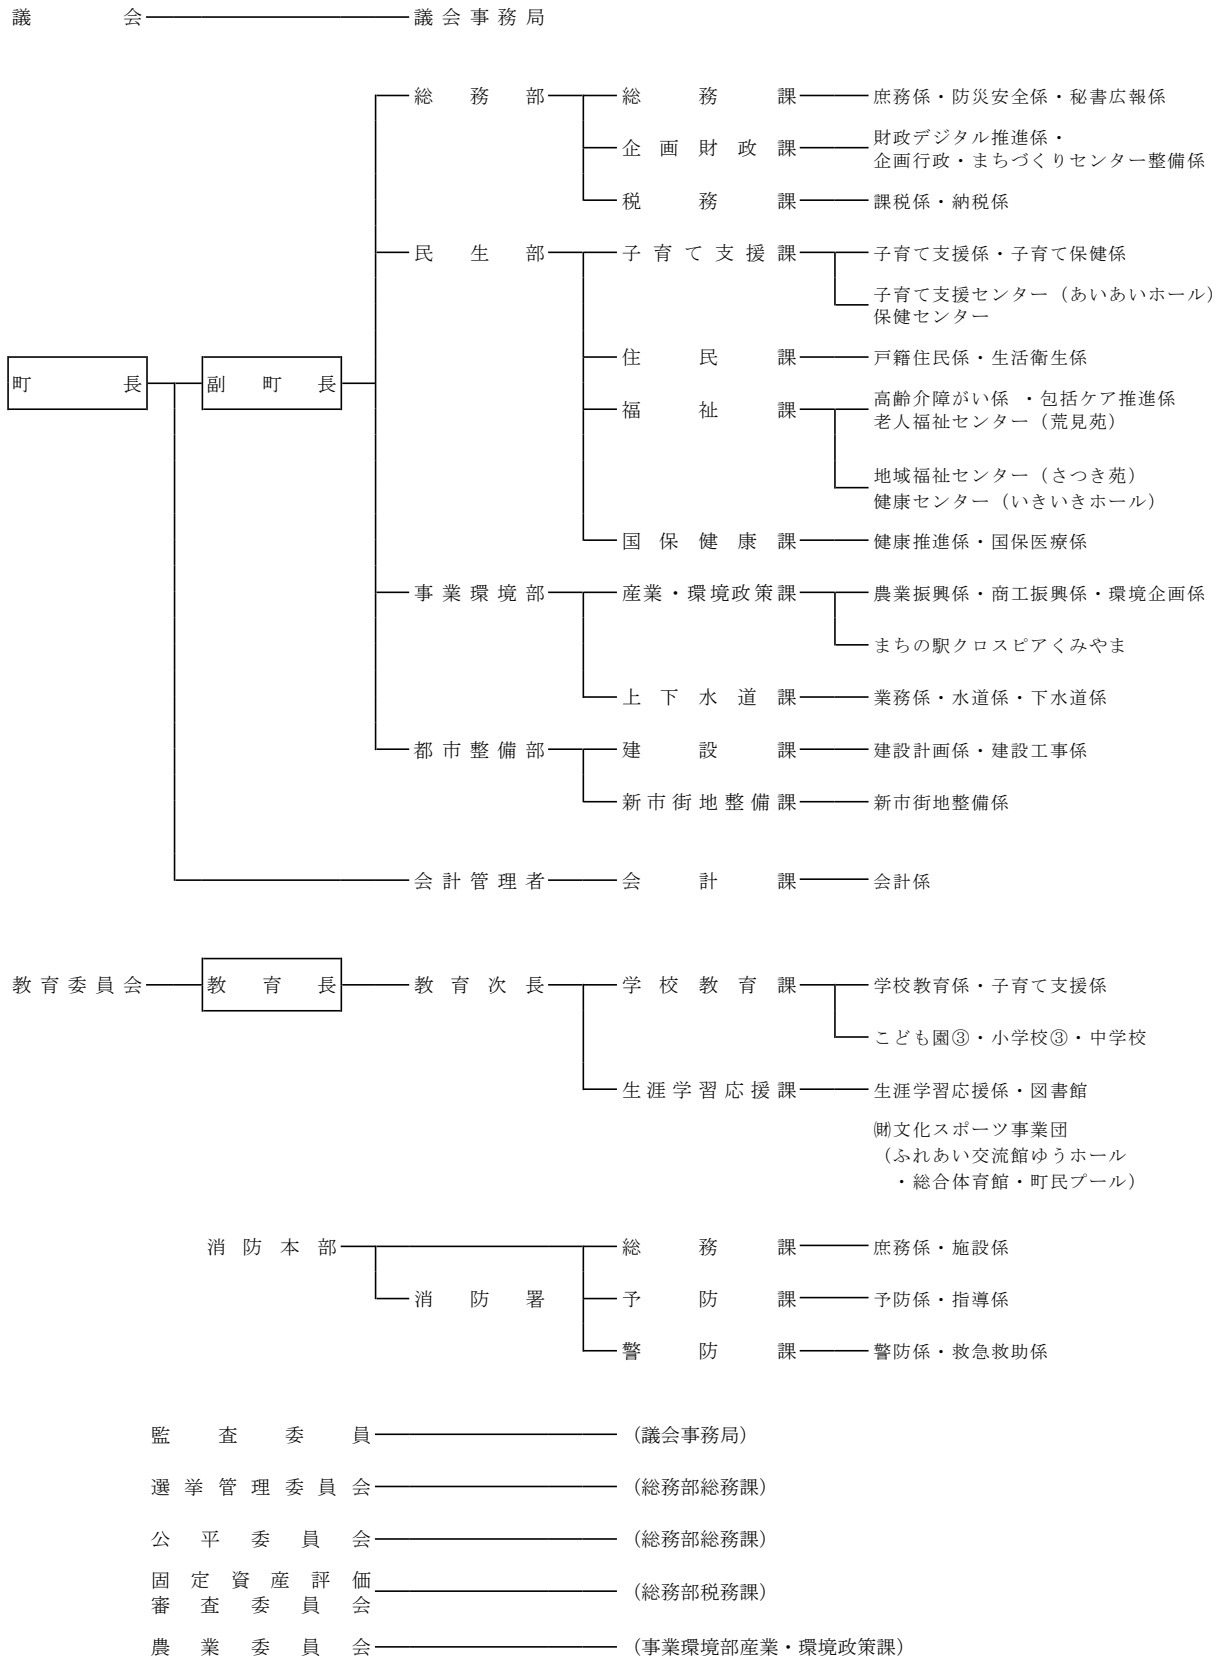 議会 議会事務局
総務部 総務課 庶務係・防災安全係・秘書広報係
企画財政課 財政デジタル推進係・
企画行政・まちづくりセンター整備係
税務課 課税係・納税係
民生部 子育て支援課 子育て支援係・子育て保健係
子育て支援センター（あいあいホール）
保健センター
住民課 戸籍住民係・生活衛生係
町長 副町長
福祉課 高齢介障がい係 ・包括ケア推進係
老人福祉センター（荒見苑）
地域福祉センター（さつき苑）
健康センター（いきいきホール）
国保健康課 健康推進係・国保医療係
事業環境部 産業・環境政策課 農業振興係・商工振興係・環境企画係
まちの駅クロスピアくみやま
上下水道課 業務係・水道係・下水道係
都市整備部 建設課 建設計画係・建設工事係
新市街地整備課 新市街地整備係
会計管理者 会計課 会計係
教育委員会 教育長 教育次長 学校教育課 学校教育係・子育て支援係
こども園③・小学校③・中学校
生涯学習応援課 生涯学習応援係・図書館
㈶文化スポーツ事業団
（ふれあい交流館ゆうホール
・総合体育館・町民プール）
消防本部 総務課 庶務係・施設係
消防署 予防課 予防係・指導係
警防課 警防係・救急救助係
監査委員 （議会事務局）
選挙管理委員会 （総務部総務課）
公平委員会 （総務部総務課）
固定資産評価
審査委員会 （総務部税務課）
農業委員会 （事業環境部産業・環境政策課）